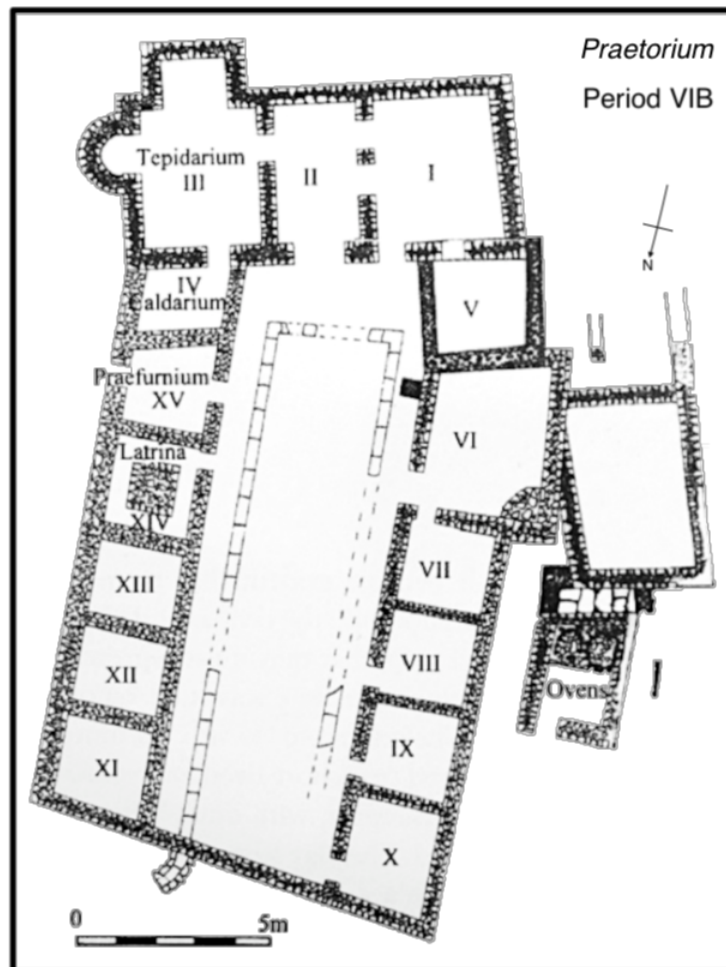 Praetorium
Period VIB
Tepidarium
III
II
I
IV
Caldarium
V
N
Praefurnium
XV
VI
Latrina
XIV
VII
XIII
VIII
XII
Ovens
IX
XI
X
0
5m